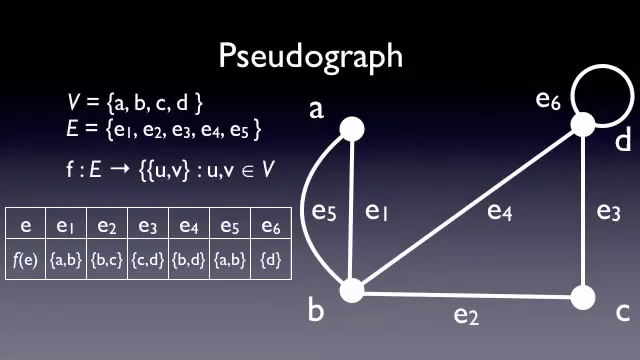 Pseudograph
V = {a, b, c, d }
E = {e₁, e₂, e₃, e₄, e₅ }
f : E → {{u,v} : u,v ∈ V
e e₁ e₂ e₃ e₄ e₅ e₆
f(e) {a,b} {b,c} {c,d} {b,d} {a,b} {d}
a
e₆
d
e₅
e₁
e₄
e₃
b
e₂
c